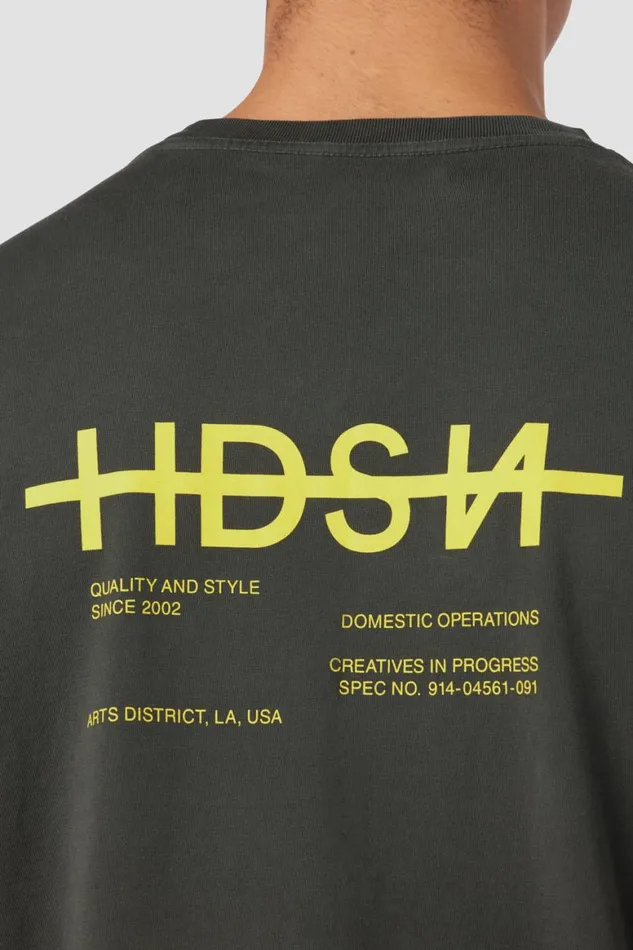 HDSN
QUALITY AND STYLE
SINCE 2002
DOMESTIC OPERATIONS
CREATIVES IN PROGRESS
SPEC NO. 914-04561-091
ARTS DISTRICT, LA, USA